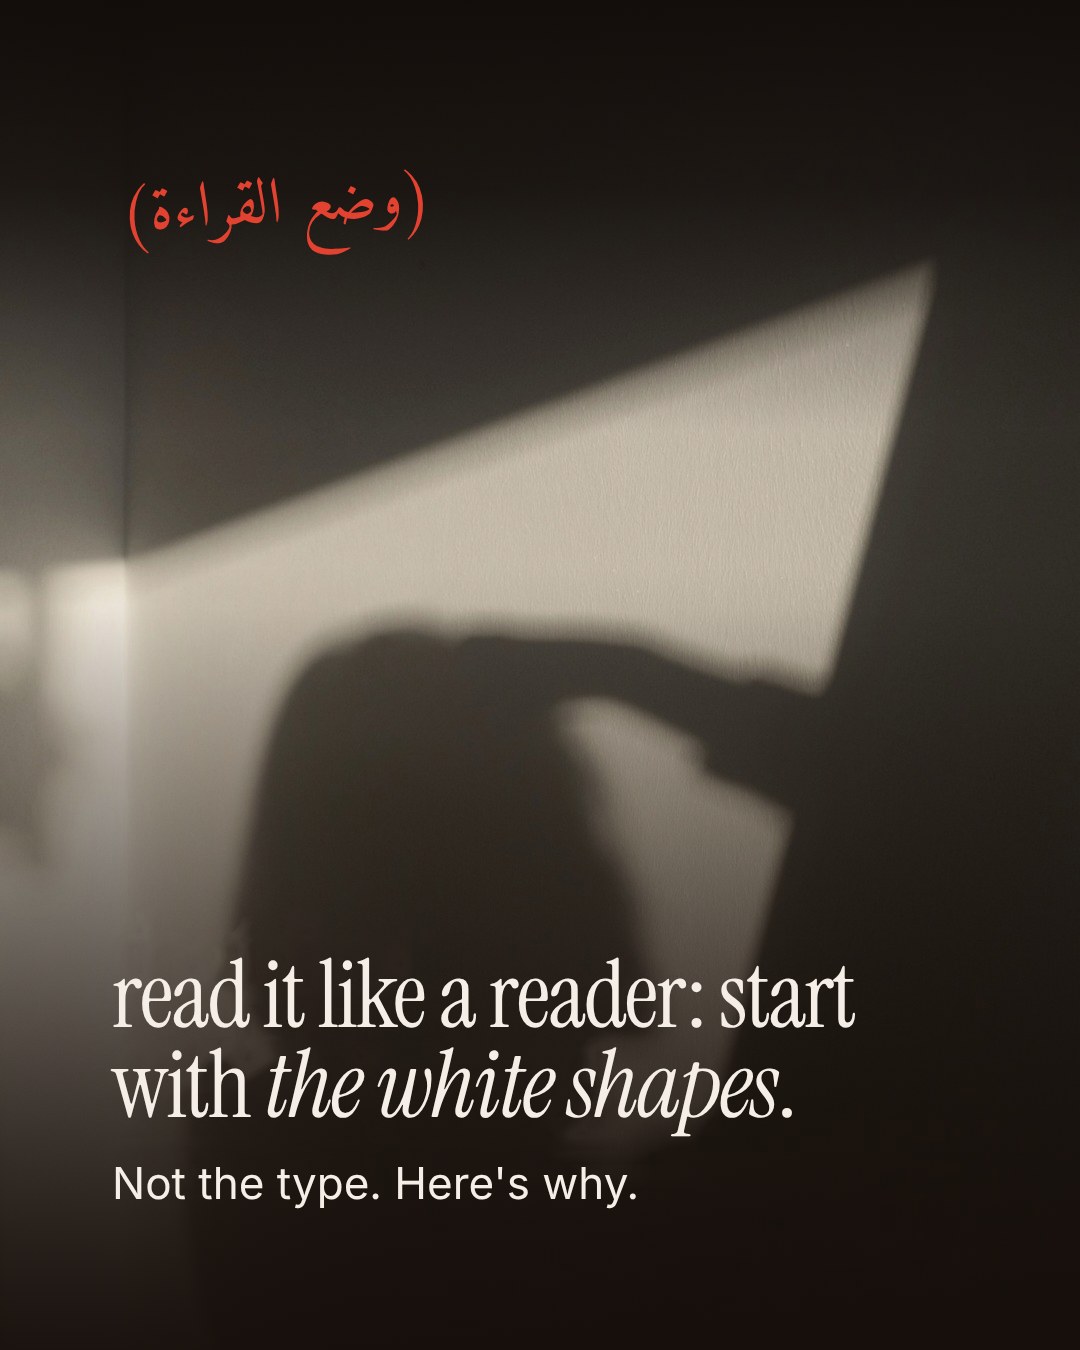 (وضع القراءة)
read it like a reader: start
with the white shapes.
Not the type. Here's why.